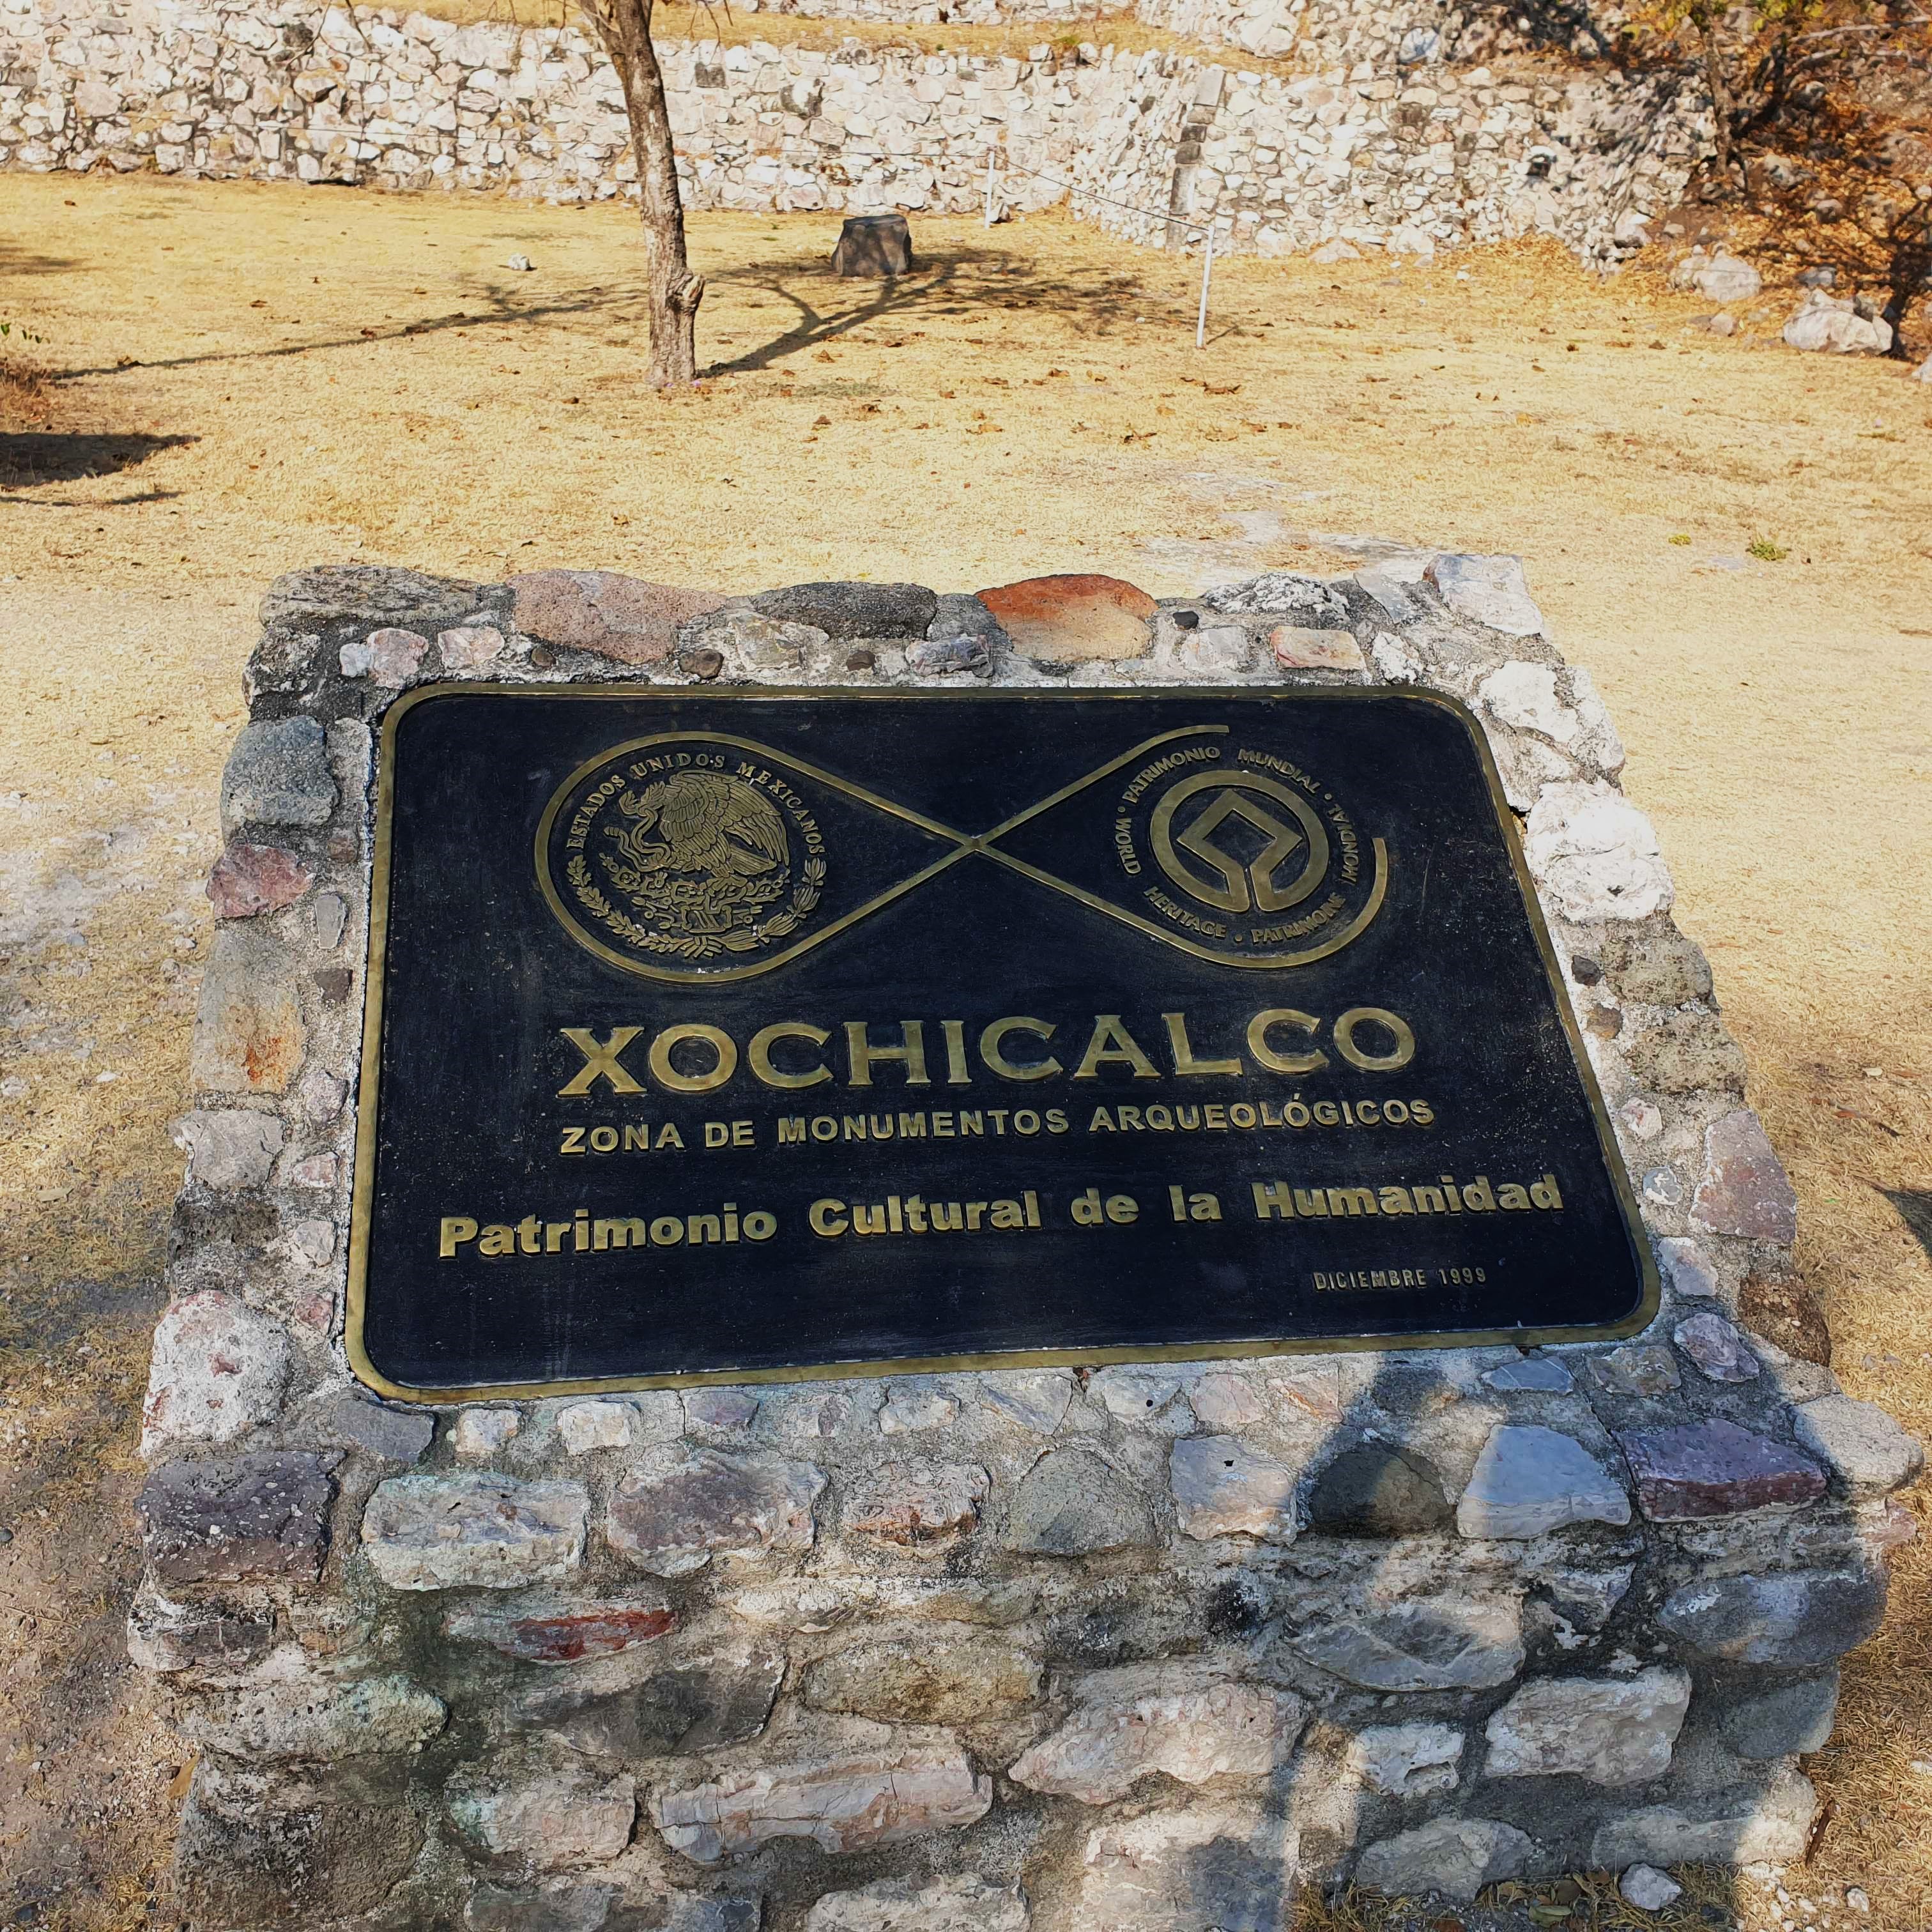 ESTADOS UNIDOS MEXICANOS
PATRIMONIO MUNDIAL • WORLD HERITAGE • PATRIMOINE MONDIAL •
XOCHICALCO
ZONA DE MONUMENTOS ARQUEOLÓGICOS
Patrimonio Cultural de la Humanidad
DICIEMBRE 1999